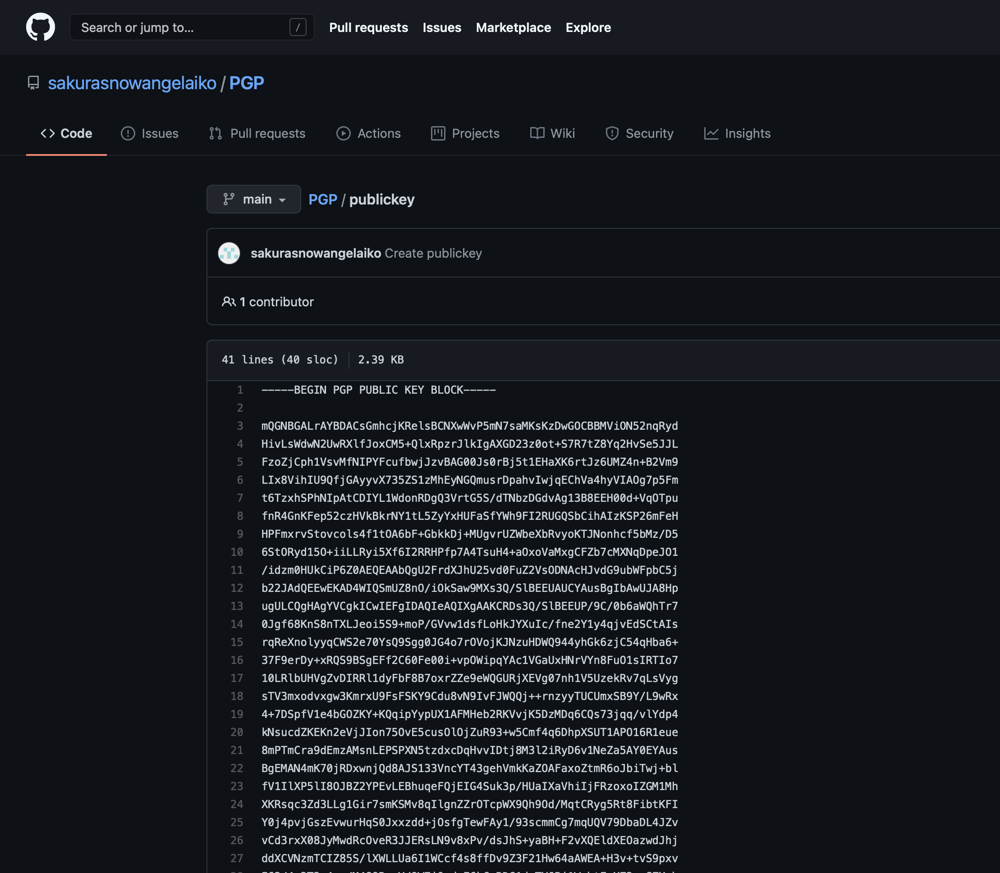 Search or jump to... /
Pull requests Issues Marketplace Explore
sakurasnowangelaiko / PGP
Code Issues Pull requests Actions Projects Wiki Security Insights
main PGP / publickey
sakurasnowangelaiko Create publickey
1 contributor
41 lines (40 sloc) 2.39 KB
1 -----BEGIN PGP PUBLIC KEY BLOCK-----
2
3 mQGNBGALrAYBDACsGmhcjKRelsBCNXwWvP5mN7saMKsKzDwGOCBBMViON52nqRyd
4 HivLsWdwN2UwRXlfJoxCM5+QlxRpzrJlkIgAXGD23z0ot+S7R7tZ8Yq2HvSe5JJL
5 FzoZjCph1VsvMfNIPYFcufbwjJzvBAG00Js0rBj5t1EHaXK6rtJz6UMZ4n+B2Vm9
6 LIx8VihIU9QfjGAyyvX735ZS1zMhEyNGQmusrDpahvIwjqEChVa4hyVIAOg7p5Fm
7 t6TzxhSPhNIpAtCDIYL1WdonRDgQ3VrtG5S/dTNbzDGdvAg13B8EEH00d+VqOTpu
8 fnR4GnKFep52czHVkBkrNY1tL5ZyYxHUFaSfYWh9FI2RUGQSbCihAIzKSP26mFeH
9 HPFmxrvStovcols4f1tOA6bF+GbkkDj+MUgvrUZWbeXbRvyoKTJNonhcf5bMz/D5
10 6StORyd15O+iiLLRyi5Xf6I2RRHPfp7A4TsuH4+aOxoVaMxgCFZb7cMXNqDpeJO1
11 /idzm0HUkCiP6Z0AEQEAAbQgU2FrdXJhU25vd0FuZ2VsODNAcHJvdG9ubWFpbC5j
12 b22JAdQEEwEKAD4WIQSmUZ8nO/iOkSaw9MXs3Q/SlBEEUAUCYAusBgIbAwUJA8Hp
13 ugULCQgHAgYVCgkICwIEFgIDAQIeAQIXgAAKCRDs3Q/SlBEEUP/9C/0b6aWQhTr7
14 0Jgf68KnS8nTXLJeoi5S9+moP/GVvw1dsfLoHkJYXuIc/fne2Y1y4qjvEdSCtAIs
15 rqReXnolyyqCWS2e70YsQ9Sgg0JG4o7rOVojKJNzuHDWQ944yhGk6zjC54qHba6+
16 37F9erDy+xRQS9BSgEFf2C60Fe00i+vpOWipqYAc1VGaUxHNrVYn8FuO1sIRTIo7
17 10LRlbUHVgZvDIRRl1dyFbF8B7oxrZZe9eWQGURjXEVg07nh1V5UzekRv7qLsVyg
18 sTV3mxodvxgw3KmrxU9FsFSKY9Cdu8vN9IvFJWQQj++rnzyyTUCUmxSB9Y/L9wRx
19 4+7DSpfV1e4bGOZKY+KQqipYypUX1AFMHeb2RKVvjK5DzMDq6CQs73jqq/vlYdp4
20 kNsucdZKEKn2eVjJIon75OvE5cusOlOjZuR93+w5Cmf4q6DhpXSUT1APO16R1eue
21 8mPTmCra9dEmzAMsnLEPSPXN5tzdxcDqHvvIDtj8M3l2iRyD6v1NeZa5AY0EYAus
22 BgEMAN4mK70jRDxwnjQd8AJS133VncYT43gehVmkKaZOAFaxoZtmR6oJbiTwj+bl
23 fV1IlXP5lI8OJBZ2YPEvLEBhuqeFQjEIG4Suk3p/HUaIXaVhiIjFRzoxoIZGM1Mh
24 XKRsqc3Zd3LLg1Gir7smKSMv8qIlgnZZrOTcpWX9Qh9Od/MqtCRyg5Rt8FibtKFI
25 Y0j4pvjGszEvwurHqS0Jxxzdd+jOsfgTewFAy1/93scmmCg7mqUQV79DbaDL4JZv
26 vCd3rxX08JyMwdRcOveR3JJERsLN9v8xPv/dsJhS+yaBH+F2vXQEldXEOazwdJhj
27 ddXCVNzmTCIZ85S/lXWLLUa6I1WCcf4s8ffDv9Z3F21Hw64aAWEA+H3v+tvS9pxv